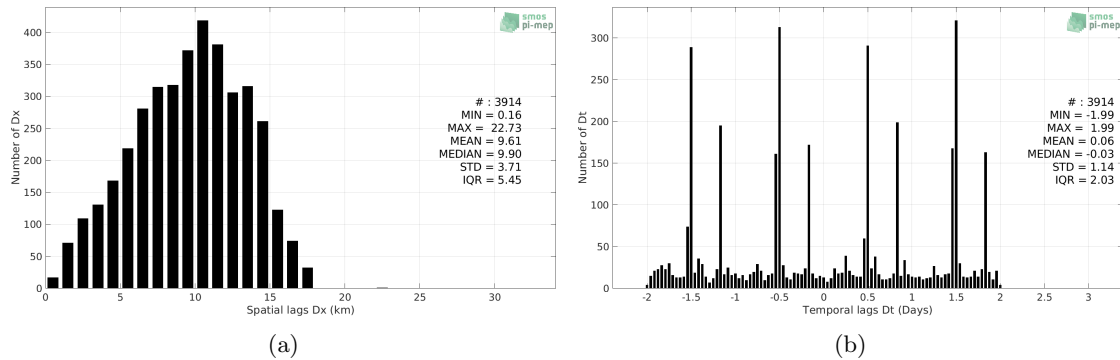 smos
pi-mep
400
350
300
250
200
150
100
50
0
Number of Dx
# : 3914
MIN = 0.16
MAX = 22.73
MEAN = 9.61
MEDIAN = 9.90
STD = 3.71
IQR = 5.45
0 5 10 15 20 25 30
Spatial lags Dx (km)
(a)
smos
pi-mep
300
250
200
150
100
50
0
Number of Dt
# : 3914
MIN = -1.99
MAX = 1.99
MEAN = 0.06
MEDIAN = -0.03
STD = 1.14
IQR = 2.03
-2 -1.5 -1 -0.5 0 0.5 1 1.5 2 2.5 3
Temporal lags Dt (Days)
(b)